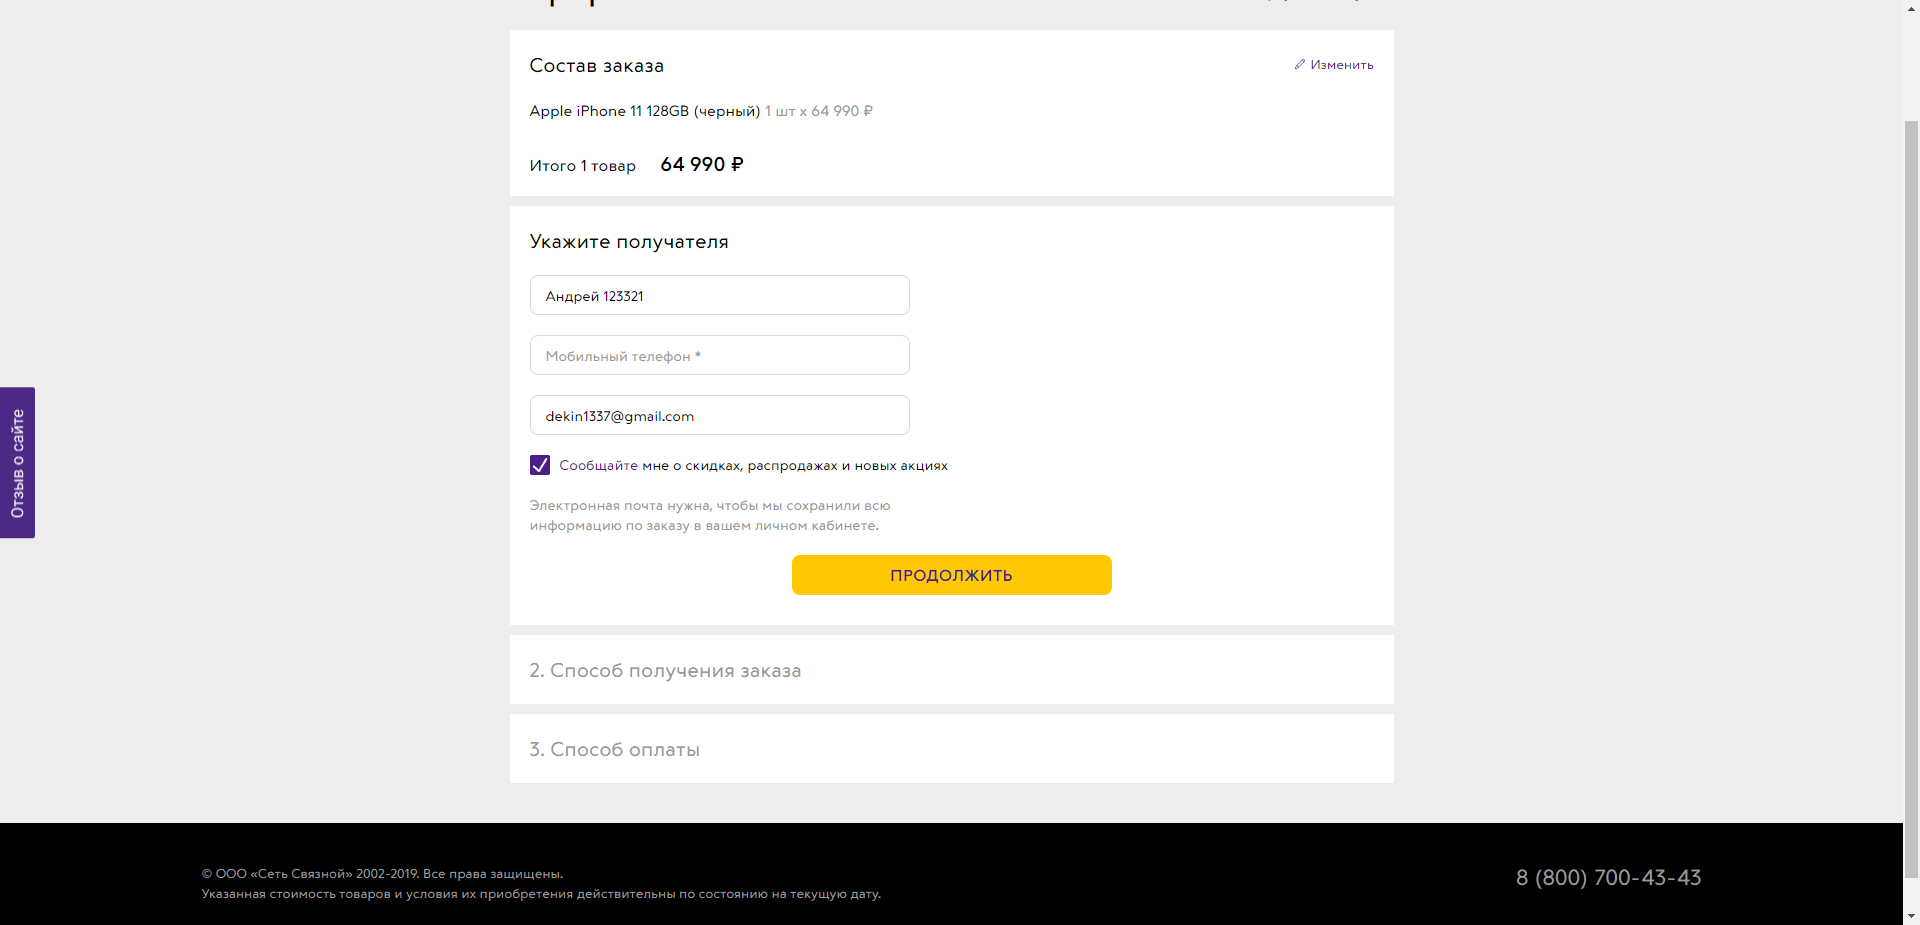 Состав заказа
Изменить
Apple iPhone 11 128GB (черный) 1 шт x 64 990 ₽
Итого 1 товар 64 990 ₽
Укажите получателя
Андрей 123321
Мобильный телефон *
dekin1337@gmail.com
Сообщайте мне о скидках, распродажах и новых акциях
Электронная почта нужна, чтобы мы сохранили всю
информацию по заказу в вашем личном кабинете.
ПРОДОЛЖИТЬ
2. Способ получения заказа
3. Способ оплаты
Отзыв о сайте
© ООО «Сеть Связной» 2002-2019. Все права защищены.
Указанная стоимость товаров и условия их приобретения действительны по состоянию на текущую дату.
8 (800) 700-43-43